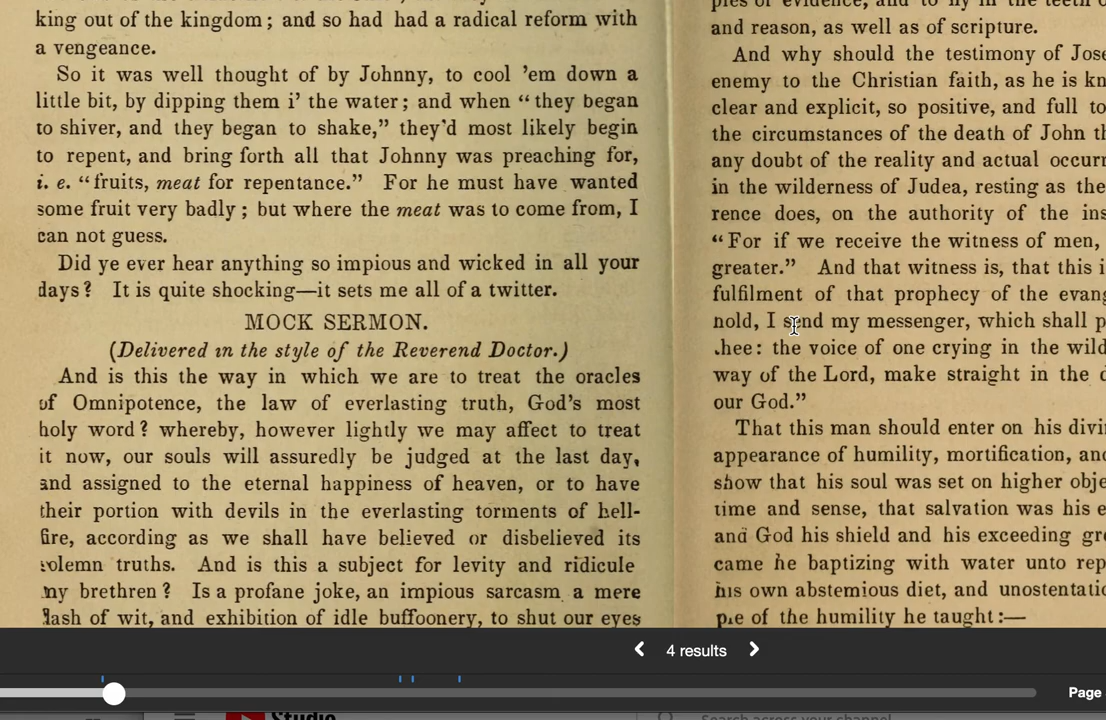 king out of the kingdom; and so had had a radical reform with
a vengeance.
So it was well thought of by Johnny, to cool 'em down a
little bit, by dipping them i' the water; and when "they began
to shiver, and they began to shake," they'd most likely begin
to repent, and bring forth all that Johnny was preaching for,
i. e. "fruits, meat for repentance." For he must have wanted
some fruit very badly; but where the meat was to come from, I
can not guess.
Did ye ever hear anything so impious and wicked in all your
days? It is quite shocking—it sets me all of a twitter.
MOCK SERMON.
(Delivered in the style of the Reverend Doctor.)
And is this the way in which we are to treat the oracles
of Omnipotence, the law of everlasting truth, God's most
holy word? whereby, however lightly we may affect to treat
it now, our souls will assuredly be judged at the last day,
and assigned to the eternal happiness of heaven, or to have
their portion with devils in the everlasting torments of hell-
fire, according as we shall have believed or disbelieved its
solemn truths. And is this a subject for levity and ridicule
my brethren? Is a profane joke, an impious sarcasm a mere
flash of wit, and exhibition of idle buffoonery, to shut our eyes
and reason, as well as of scripture.
And why should the testimony of Jose
enemy to the Christian faith, as he is kn
clear and explicit, so positive, and full to
the circumstances of the death of John th
any doubt of the reality and actual occurr
in the wilderness of Judea, resting as the
rence does, on the authority of the ins
"For if we receive the witness of men,
greater." And that witness is, that this i
fulfilment of that prophecy of the evang
hold, I send my messenger, which shall p
thee: the voice of one crying in the wild
way of the Lord, make straight in the d
our God."
That this man should enter on his divi
appearance of humility, mortification, and
show that his soul was set on higher obje
time and sense, that salvation was his e
and God his shield and his exceeding gre
came he baptizing with water unto rep
his own abstemious diet, and unostentatio
ple of the humility he taught:—
4 results
Page
Studio
Search across your channel